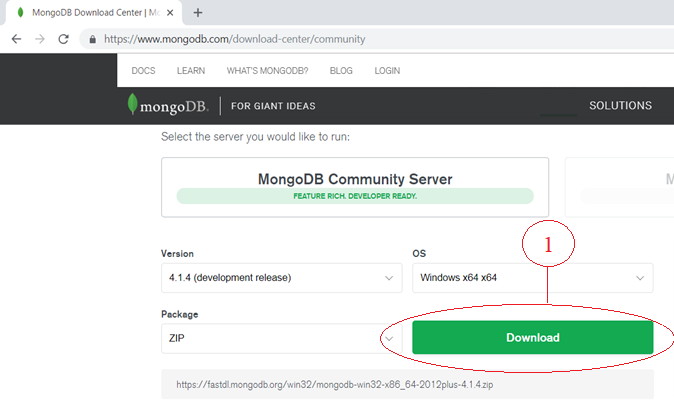 MongoDB Download Center | Mo
https://www.mongodb.com/download-center/community
DOCS LEARN WHAT'S MONGODB? BLOG LOGIN
mongoDB. FOR GIANT IDEAS SOLUTIONS
Select the server you would like to run:
MongoDB Community Server
FEATURE RICH. DEVELOPER READY.
1
Version OS
4.1.4 (development release) Windows x64 x64
Package
ZIP Download
https://fastdl.mongodb.org/win32/mongodb-win32-x86_64-2012plus-4.1.4.zip